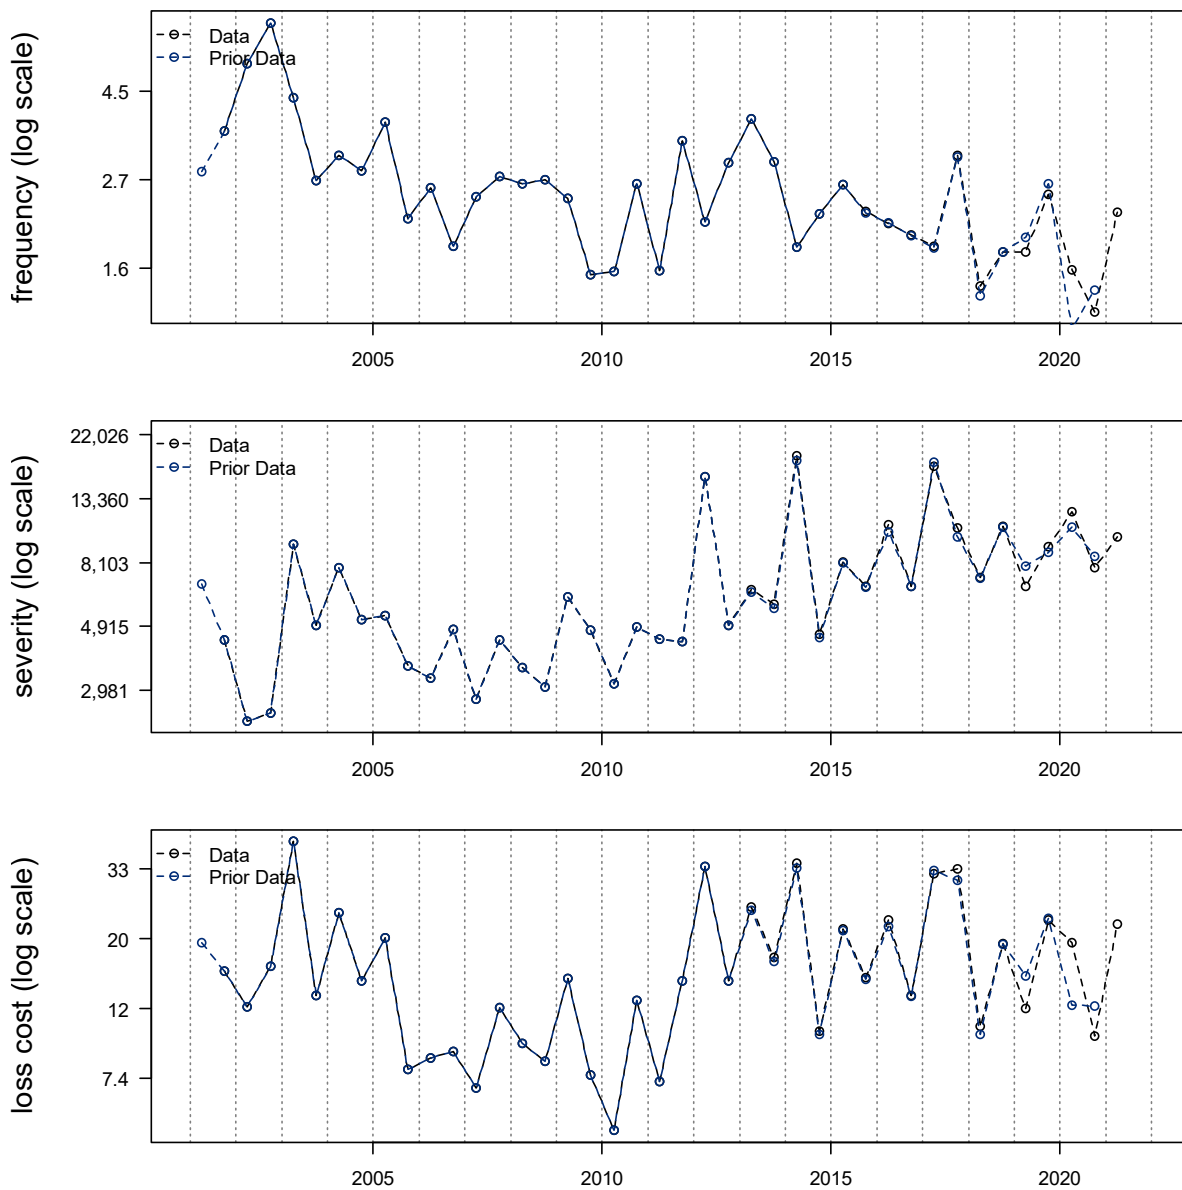 frequency (log scale)
Data
Prior Data
4.5
2.7
1.6
2005 2010 2015 2020
severity (log scale)
Data
Prior Data
22,026
13,360
8,103
4,915
2,981
2005 2010 2015 2020
loss cost (log scale)
Data
Prior Data
33
20
12
7.4
2005 2010 2015 2020